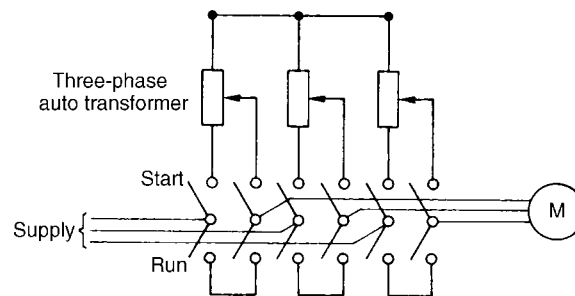 Three-phase
auto transformer
Start
Supply
M
Run